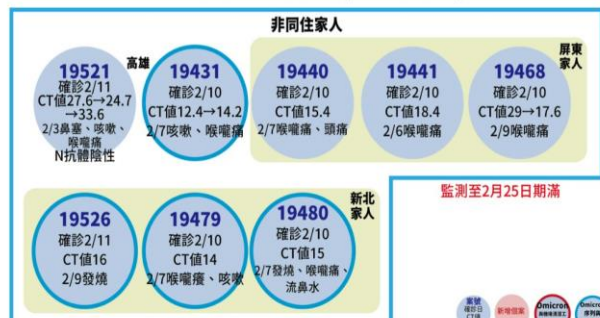 非同住家人
高雄
屏東
家人
19521
確診2/11
CT值27.6→24.7
→33.6
2/3鼻塞、咳嗽、
喉嚨痛
N抗體陰性
19431
確診2/10
CT值12.4→14.2
2/7咳嗽、喉嚨痛
19440
確診2/10
CT值15.4
2/7喉嚨痛、頭痛
19441
確診2/10
CT值18.4
2/6喉嚨痛
19468
確診2/10
CT值29→17.6
2/9喉嚨痛
新北
家人
19526
確診2/11
CT值16
2/9發燒
19479
確診2/10
CT值14
2/7喉嚨癢、咳嗽
19480
確診2/10
CT值15
2/7發燒、喉嚨痛、
流鼻水
監測至2月25日期滿
案號
確診日
CT值
新增個案
Omicron
Omicron